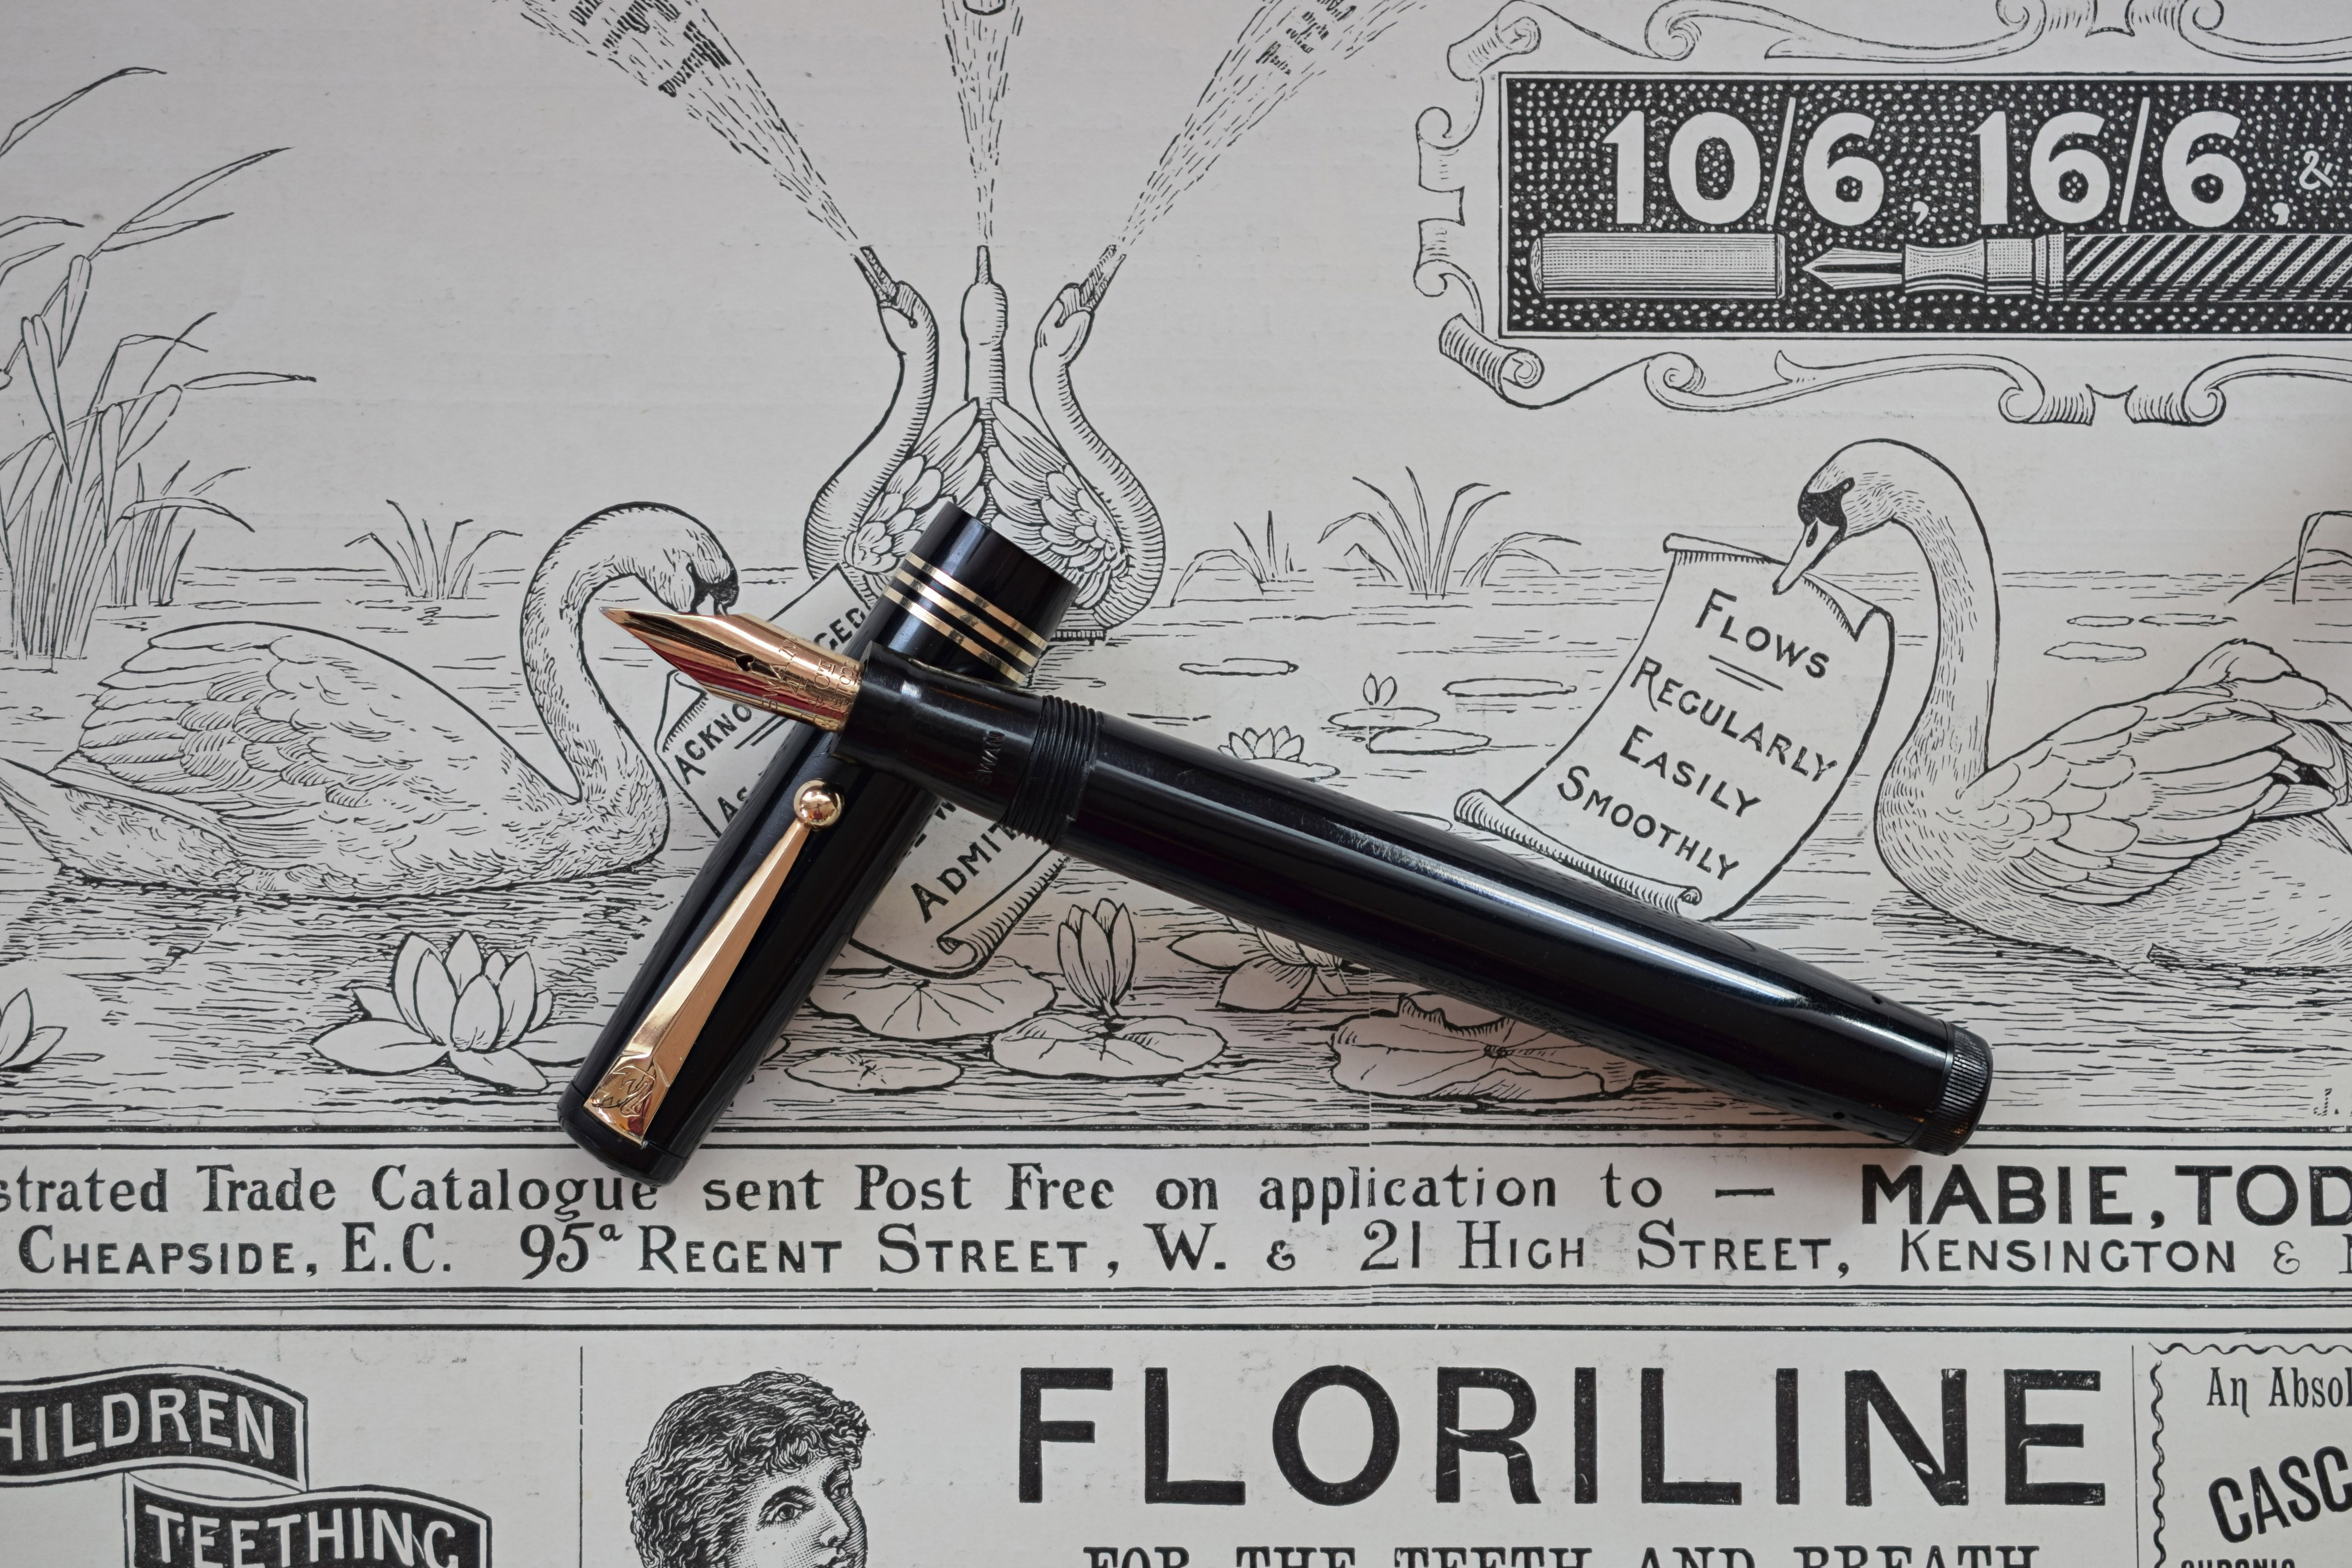 10/6, 16/6, &
FLOWS
REGULARLY
EASILY
SMOOTHLY
ADMIT
SWAN
strated Trade Catalogue sent Post Free on application to — MABIE, TOD
CHEAPSIDE, E.C. 95a REGENT STREET, W. & 21 HIGH STREET, KENSINGTON &
HILDREN
TEETHING
FLORILINE
FOR THE TEETH AND BREATH
An Absol
CASC